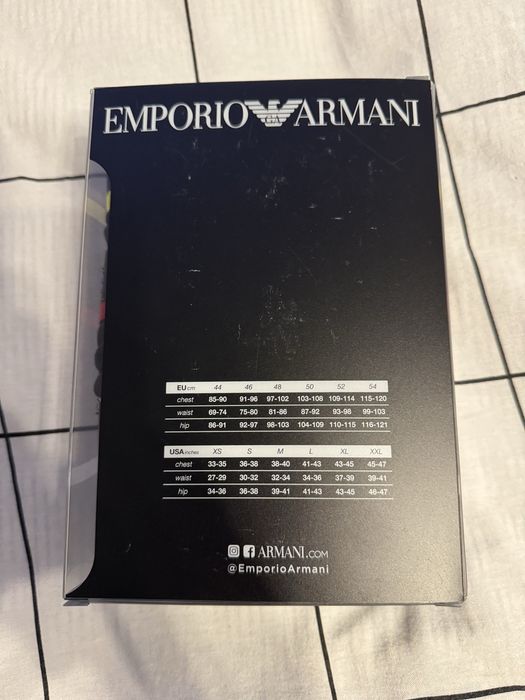 EMPORIO ARMANI
EU cm 44 46 48 50 52 54
chest 85-90 91-96 97-102 103-108 109-114 115-120
waist 69-74 75-80 81-86 87-92 93-98 99-103
hip 86-91 92-97 98-103 104-109 110-115 116-121
USA inches XS S M L XL XXL
chest 33-35 36-38 38-40 41-43 43-45 45-47
waist 27-29 30-32 32-34 34-36 37-39 39-41
hip 34-36 36-38 39-41 41-43 43-45 46-47
ARMANI.COM
@EmporioArmani